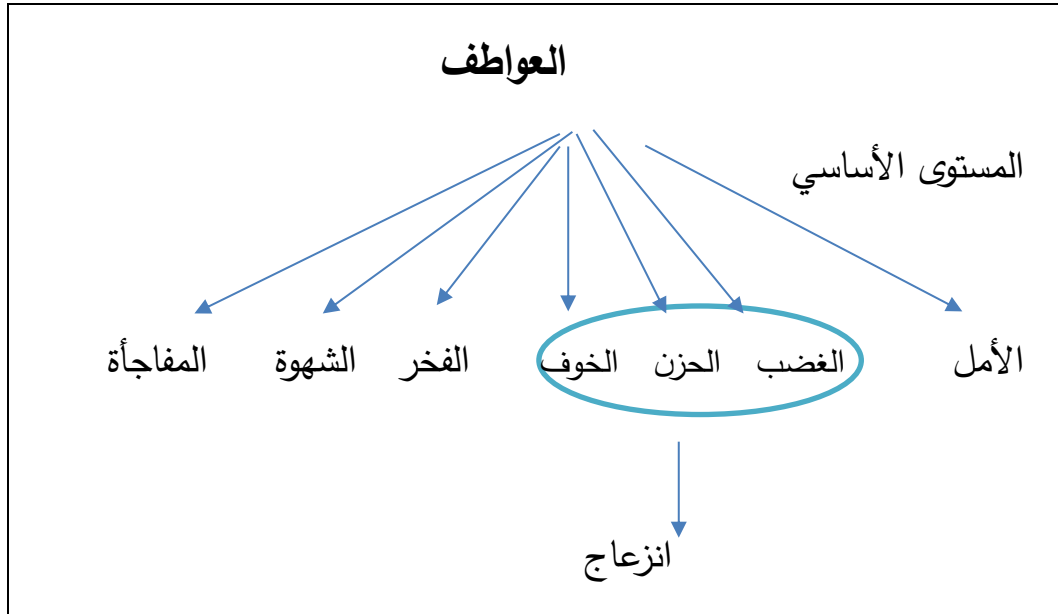 العواطف
المستوى الأساسي
الأمل الغضب الحزن الخوف الفخر الشهوة المفاجأة
انزعاج